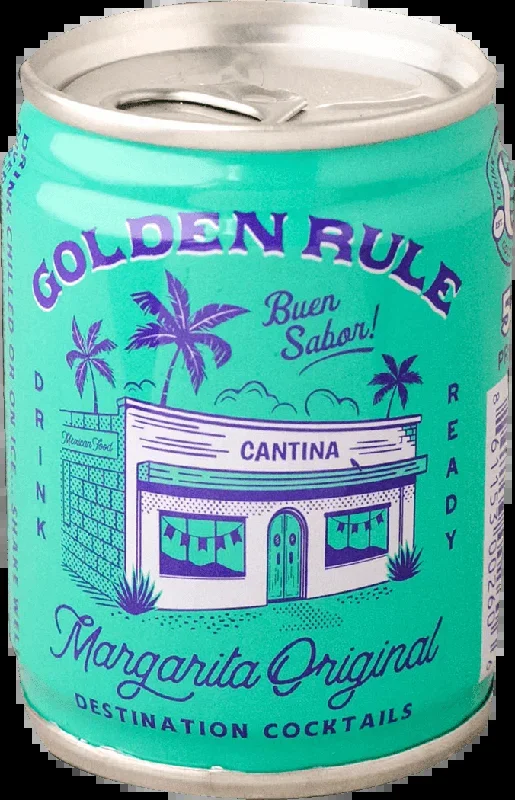 GOLDEN RULE
Buen
Sabor!
DRINK
READY
Mexican Food
CANTINA
Margarita Original
DESTINATION COCKTAILS
DRINK CHILLED OR ON ICE. SHAKE
DRINK